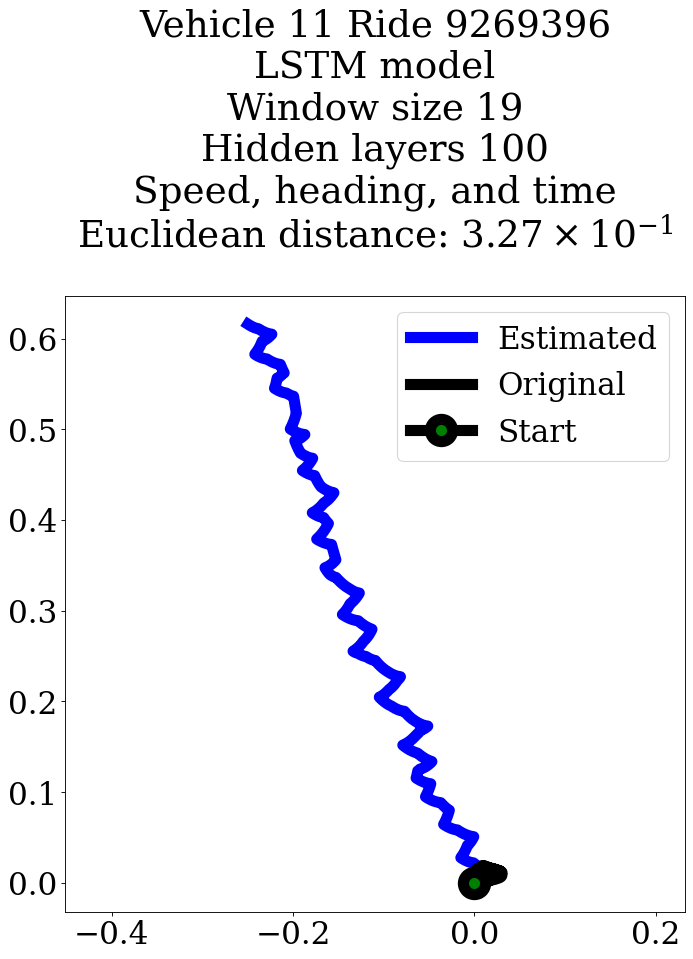 Vehicle 11 Ride 9269396
LSTM model
Window size 19
Hidden layers 100
Speed, heading, and time
Euclidean distance: 3.27 × 10⁻¹
Estimated
Original
Start
0.6
0.5
0.4
0.3
0.2
0.1
0.0
−0.4 −0.2 0.0 0.2